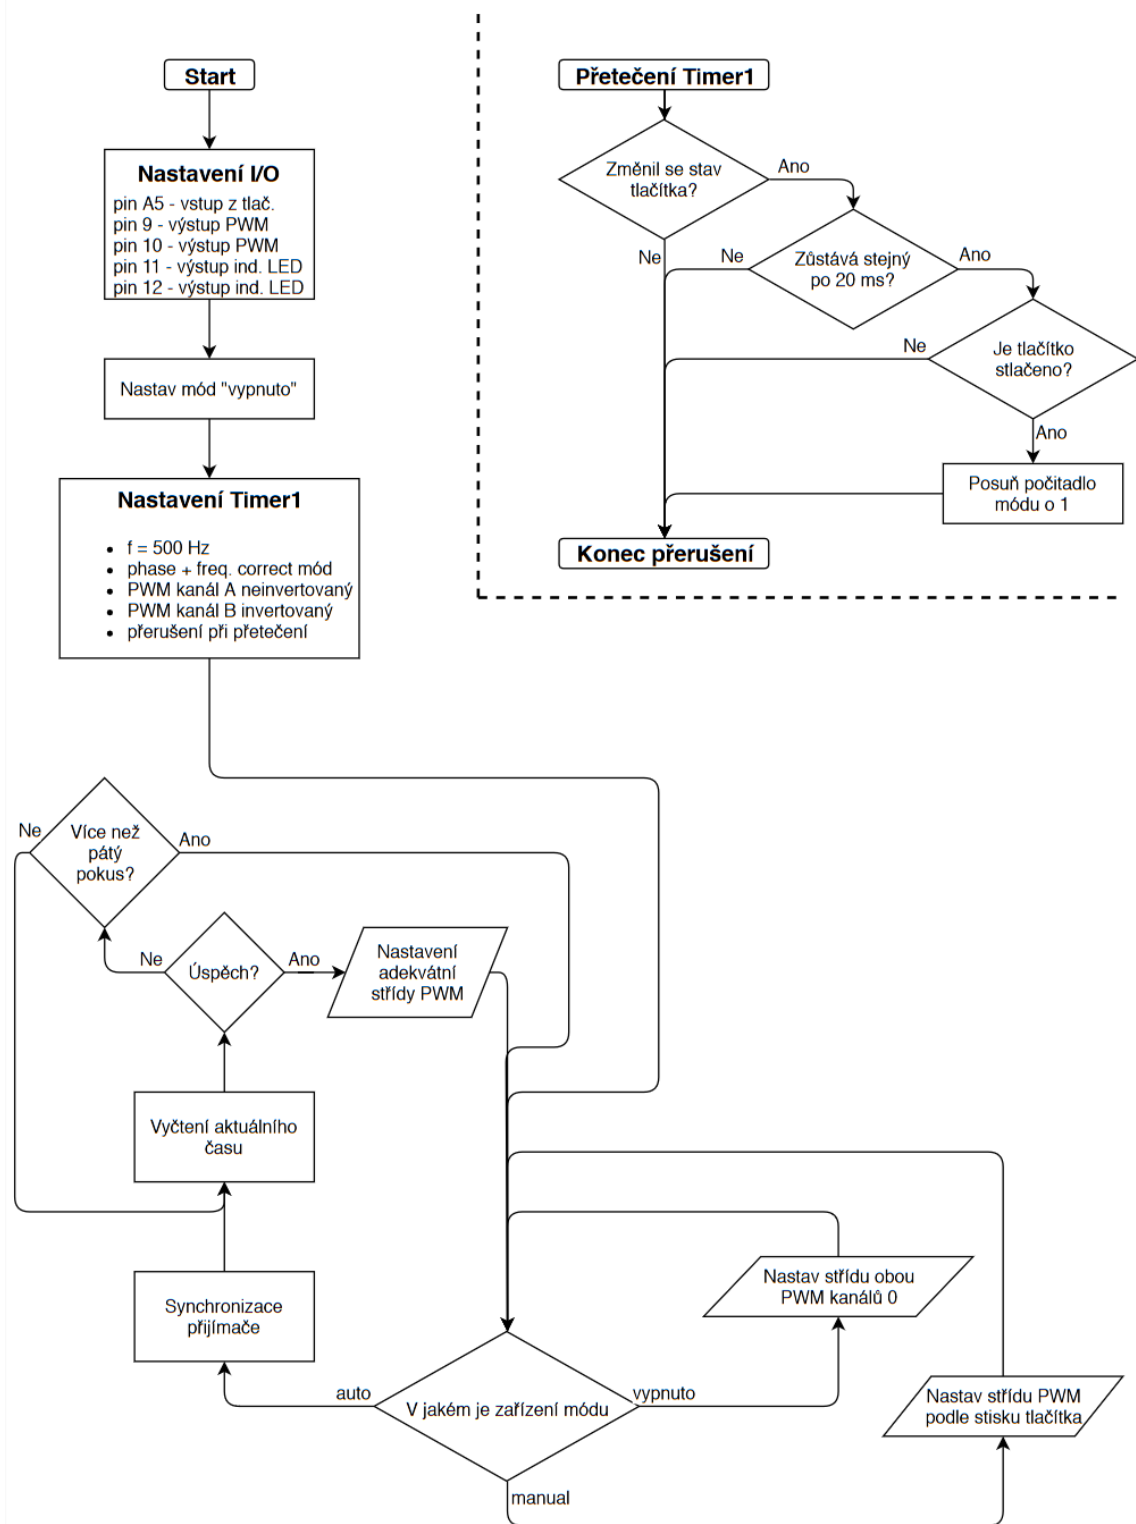 Start
Nastavení I/O
pin A5 - vstup z tlač.
pin 9 - výstup PWM
pin 10 - výstup PWM
pin 11 - výstup ind. LED
pin 12 - výstup ind. LED
Nastav mód "vypnuto"
Nastavení Timer1
• f = 500 Hz
• phase + freq. correct mód
• PWM kanál A neinvertovaný
• PWM kanál B invertovaný
• přerušení při přetečení
Přetečení Timer1
Změnil se stav
tlačítka?
Ano
Ne
Zůstává stejný
po 20 ms?
Ne
Ano
Je tlačítko
stlačeno?
Ne
Ano
Posuň počitadlo
módu o 1
Konec přerušení
Více než
pátý
pokus?
Ne
Ano
Úspěch?
Ne
Ano
Nastavení
adekvátní
střídy PWM
Vyčtení aktuálního
času
Synchronizace
přijímače
V jakém je zařízení módu
auto
vypnuto
manual
Nastav střídu obou
PWM kanálů 0
Nastav střídu PWM
podle stisku tlačítka